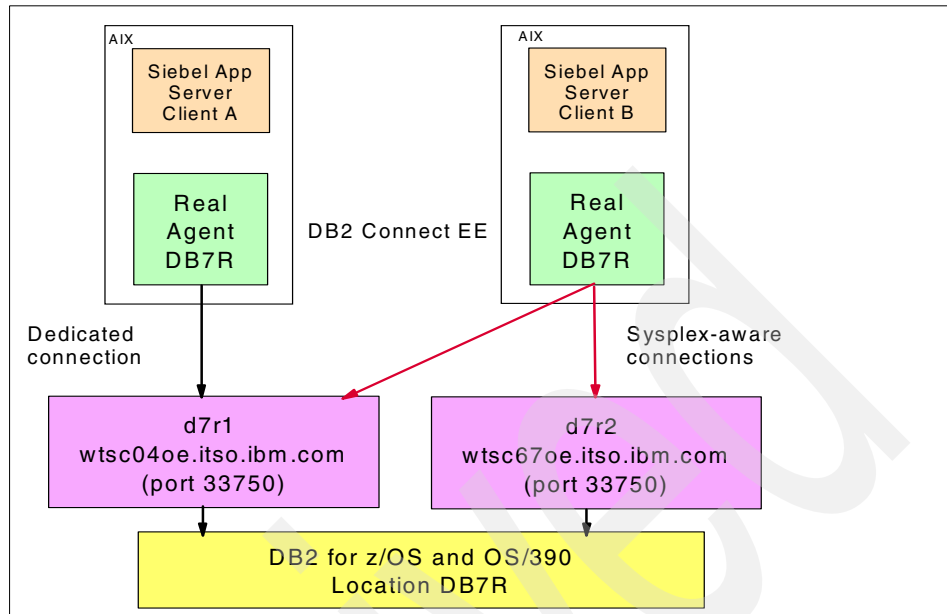 AIX
Siebel App
Server
Client A
Real
Agent
DB7R
AIX
Siebel App
Server
Client B
Real
Agent
DB7R
DB2 Connect EE
Dedicated
connection
Sysplex-aware
connections
d7r1
wtsc04oe.itso.ibm.com
(port 33750)
d7r2
wtsc67oe.itso.ibm.com
(port 33750)
DB2 for z/OS and OS/390
Location DB7R